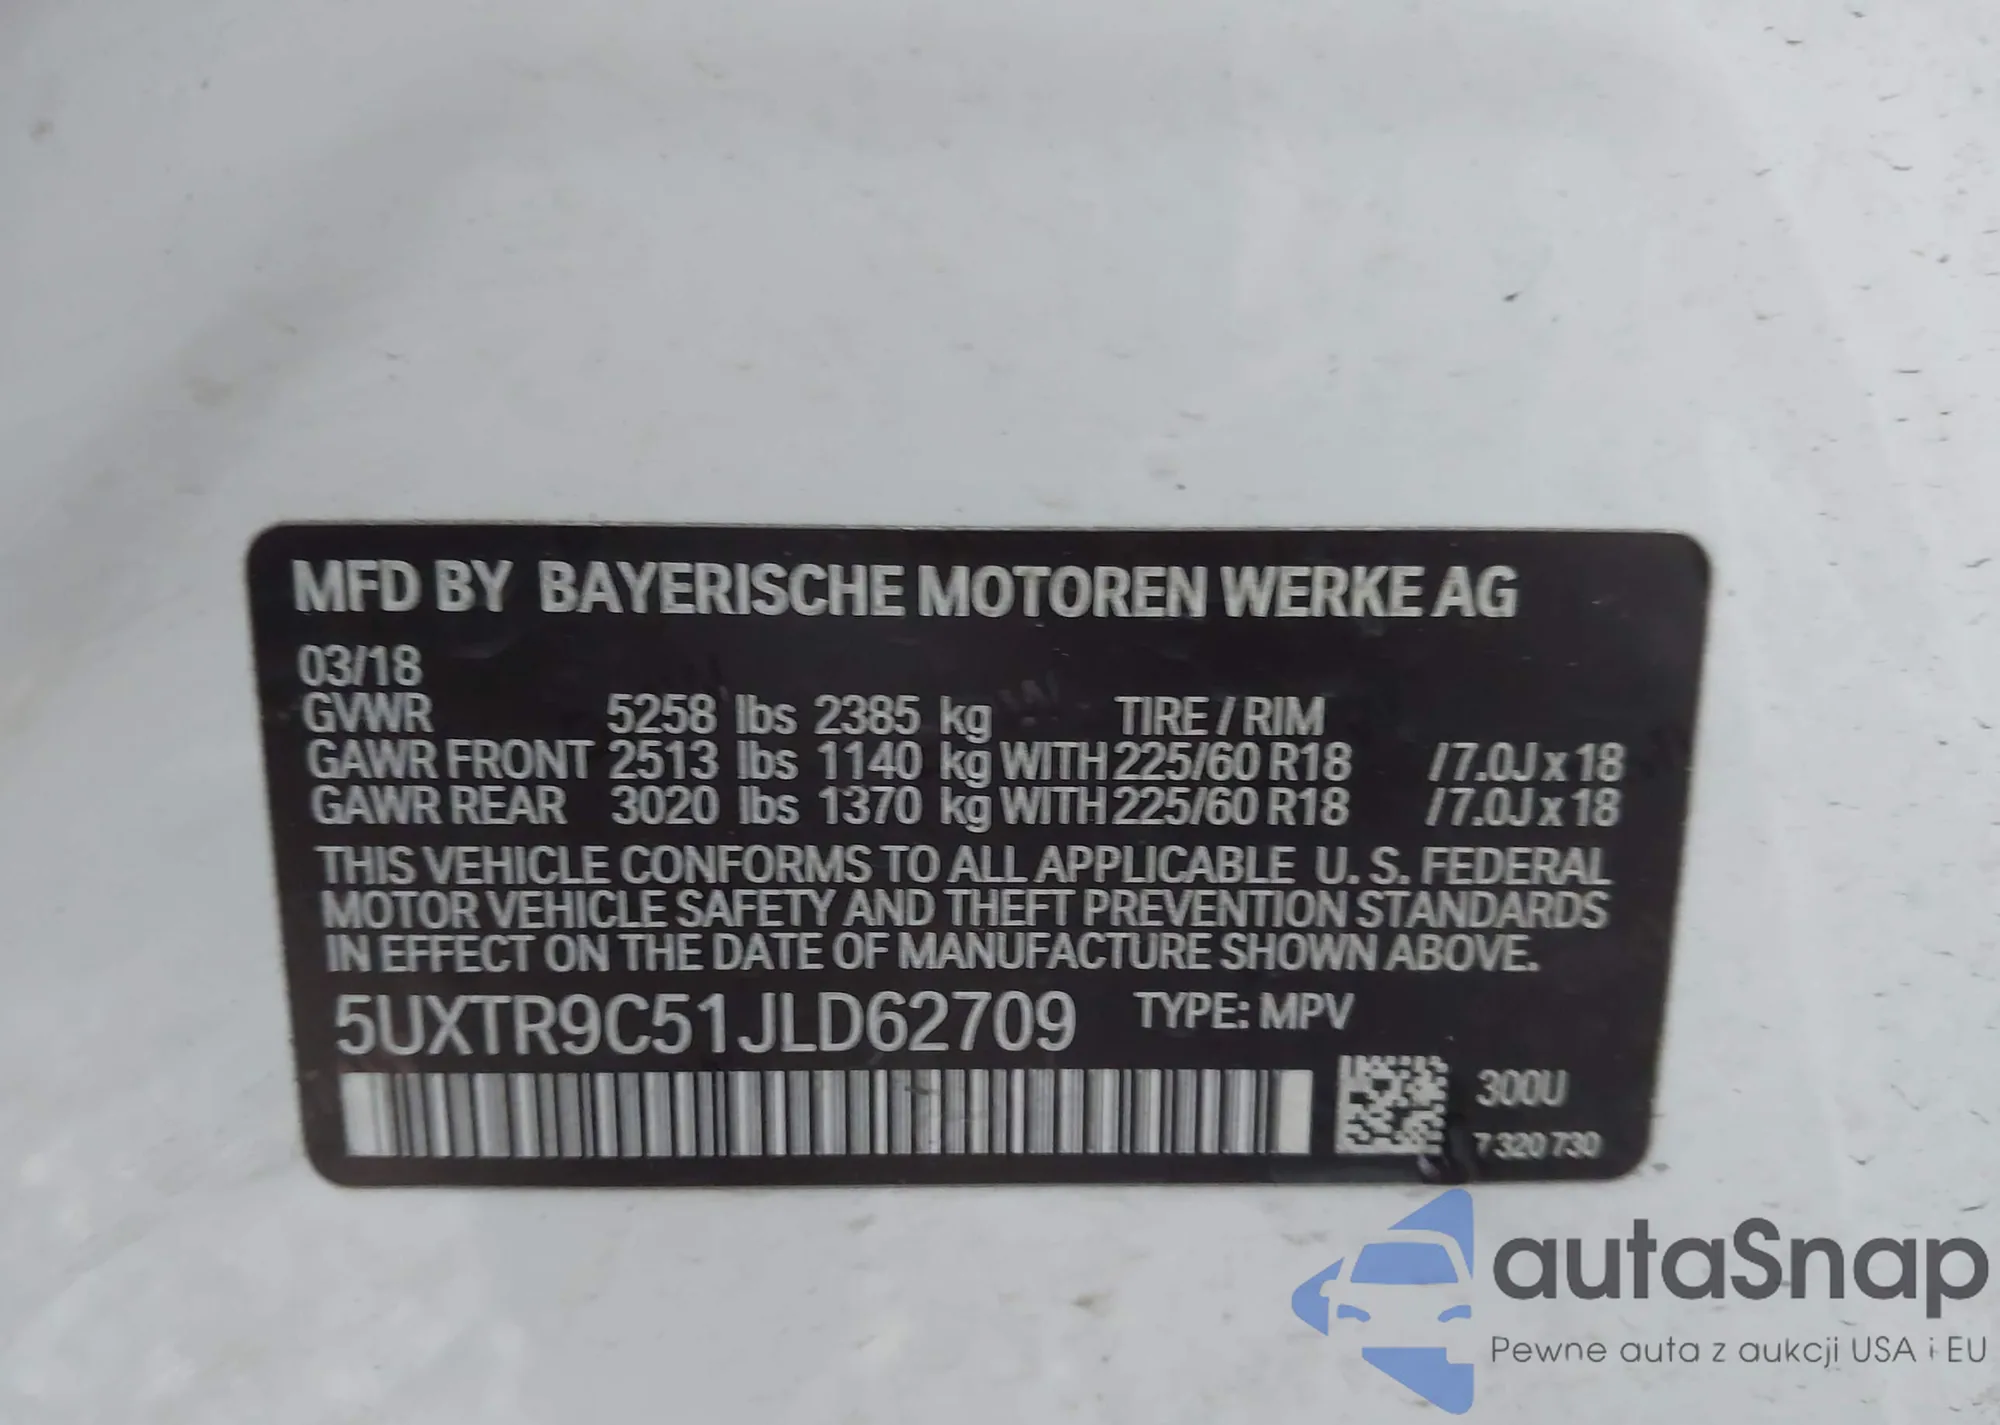 MFD BY BAYERISCHE MOTOREN WERKE AG
03/18
GVWR 5258 lbs 2385 kg TIRE / RIM
GAWR FRONT 2513 lbs 1140 kg WITH 225/60 R18 /7.0J x 18
GAWR REAR 3020 lbs 1370 kg WITH 225/60 R18 /7.0J x 18
THIS VEHICLE CONFORMS TO ALL APPLICABLE U. S. FEDERAL
MOTOR VEHICLE SAFETY AND THEFT PREVENTION STANDARDS
IN EFFECT ON THE DATE OF MANUFACTURE SHOWN ABOVE.
5UXTR9C51JLD62709 TYPE: MPV
300U
7 320 730
autaSnap
Pewne auta z aukcji USA i EU